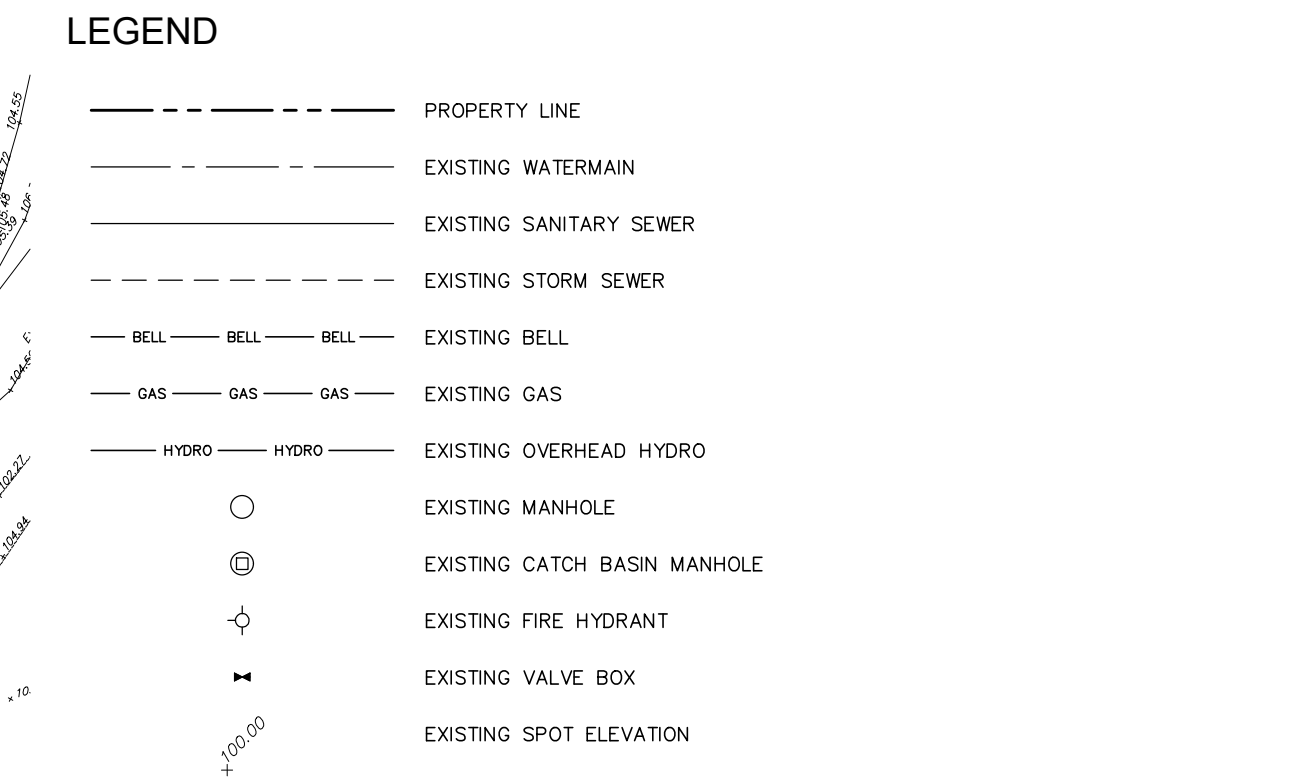 LEGEND
104.55
PROPERTY LINE
EXISTING WATERMAIN
EXISTING SANITARY SEWER
EXISTING STORM SEWER
BELL BELL BELL EXISTING BELL
GAS GAS GAS EXISTING GAS
HYDRO HYDRO EXISTING OVERHEAD HYDRO
102.27
EXISTING MANHOLE
104.94
EXISTING CATCH BASIN MANHOLE
EXISTING FIRE HYDRANT
EXISTING VALVE BOX
10.
100.00 EXISTING SPOT ELEVATION